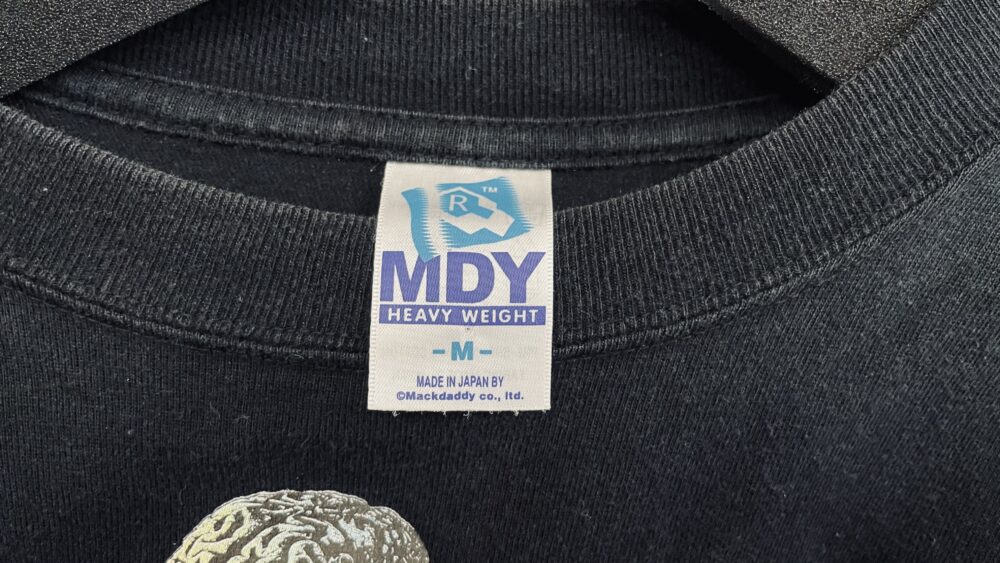 R ™
MDY
HEAVY WEIGHT
- M -
MADE IN JAPAN BY
©Mackdaddy co., ltd.